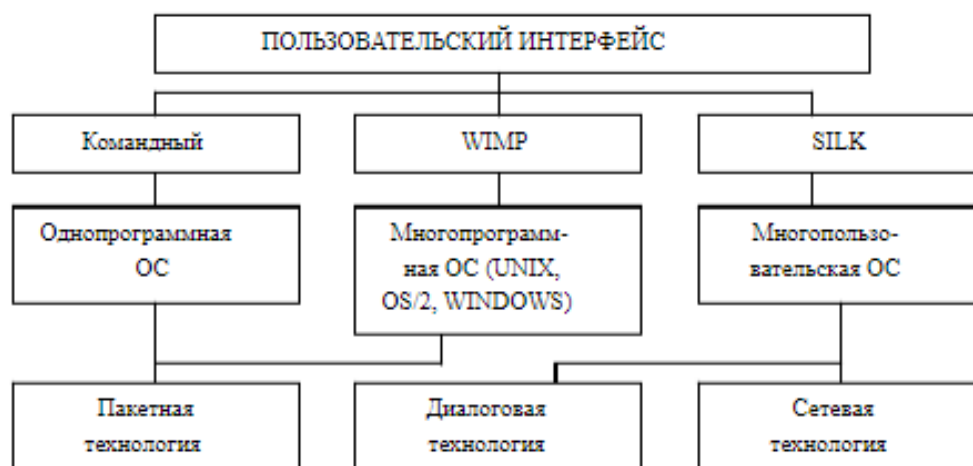 ПОЛЬЗОВАТЕЛЬСКИЙ ИНТЕРФЕЙС
Командный
WIMP
SILK
Однопрограммная
ОС
Многопрограмм-
ная ОС (UNIX,
OS/2, WINDOWS)
Многопользо-
вательская ОС
Пакетная
технология
Диалоговая
технология
Сетевая
технология